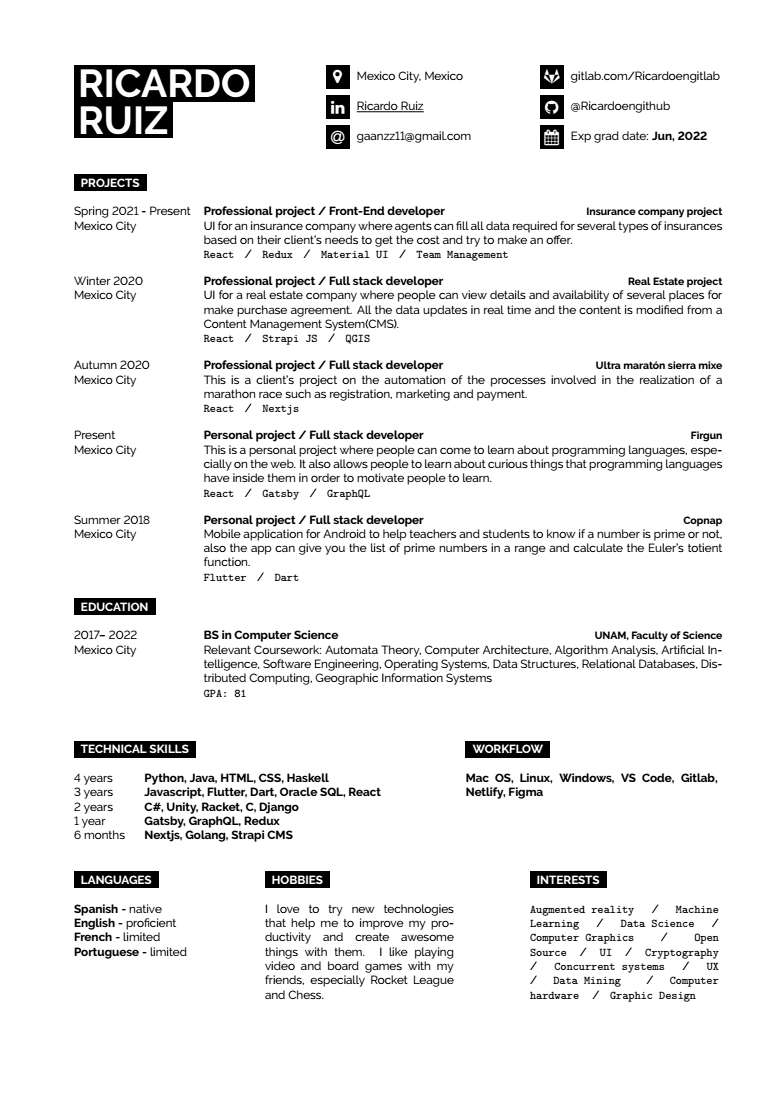 RICARDO
RUIZ
Mexico City, Mexico
Ricardo Ruiz
@ gaanzz11@gmail.com
gitlab.com/Ricardoengitlab
@Ricardoengithub
Exp grad date: Jun, 2022
PROJECTS
Spring 2021 - Present Professional project / Front-End developer Insurance company project
Mexico City UI for an insurance company where agents can fill all data required for several types of insurances
based on their client's needs to get the cost and try to make an offer.
React / Redux / Material UI / Team Management
Winter 2020 Professional project / Full stack developer Real Estate project
Mexico City UI for a real estate company where people can view details and availability of several places for
make purchase agreement. All the data updates in real time and the content is modified from a
Content Management System(CMS).
React / Strapi JS / QGIS
Autumn 2020 Professional project / Full stack developer Ultra maratón sierra mixe
Mexico City This is a client's project on the automation of the processes involved in the realization of a
marathon race such as registration, marketing and payment.
React / Nextjs
Present Personal project / Full stack developer Firgun
Mexico City This is a personal project where people can come to learn about programming languages, espe-
cially on the web. It also allows people to learn about curious things that programming languages
have inside them in order to motivate people to learn.
React / Gatsby / GraphQL
Summer 2018 Personal project / Full stack developer Copnap
Mexico City Mobile application for Android to help teachers and students to know if a number is prime or not,
also the app can give you the list of prime numbers in a range and calculate the Euler's totient
function.
Flutter / Dart
EDUCATION
2017– 2022 BS in Computer Science UNAM, Faculty of Science
Mexico City Relevant Coursework: Automata Theory, Computer Architecture, Algorithm Analysis, Artificial In-
telligence, Software Engineering, Operating Systems, Data Structures, Relational Databases, Dis-
tributed Computing, Geographic Information Systems
GPA: 81
TECHNICAL SKILLS
4 years Python, Java, HTML, CSS, Haskell
3 years Javascript, Flutter, Dart, Oracle SQL, React
2 years C#, Unity, Racket, C, Django
1 year Gatsby, GraphQL, Redux
6 months Nextjs, Golang, Strapi CMS
WORKFLOW
Mac OS, Linux, Windows, VS Code, Gitlab,
Netlify, Figma
LANGUAGES
Spanish - native
English - proficient
French - limited
Portuguese - limited
HOBBIES
I love to try new technologies
that help me to improve my pro-
ductivity and create awesome
things with them. I like playing
video and board games with my
friends, especially Rocket League
and Chess.
INTERESTS
Augmented reality / Machine
Learning / Data Science /
Computer Graphics / Open
Source / UI / Cryptography
/ Concurrent systems / UX
/ Data Mining / Computer
hardware / Graphic Design